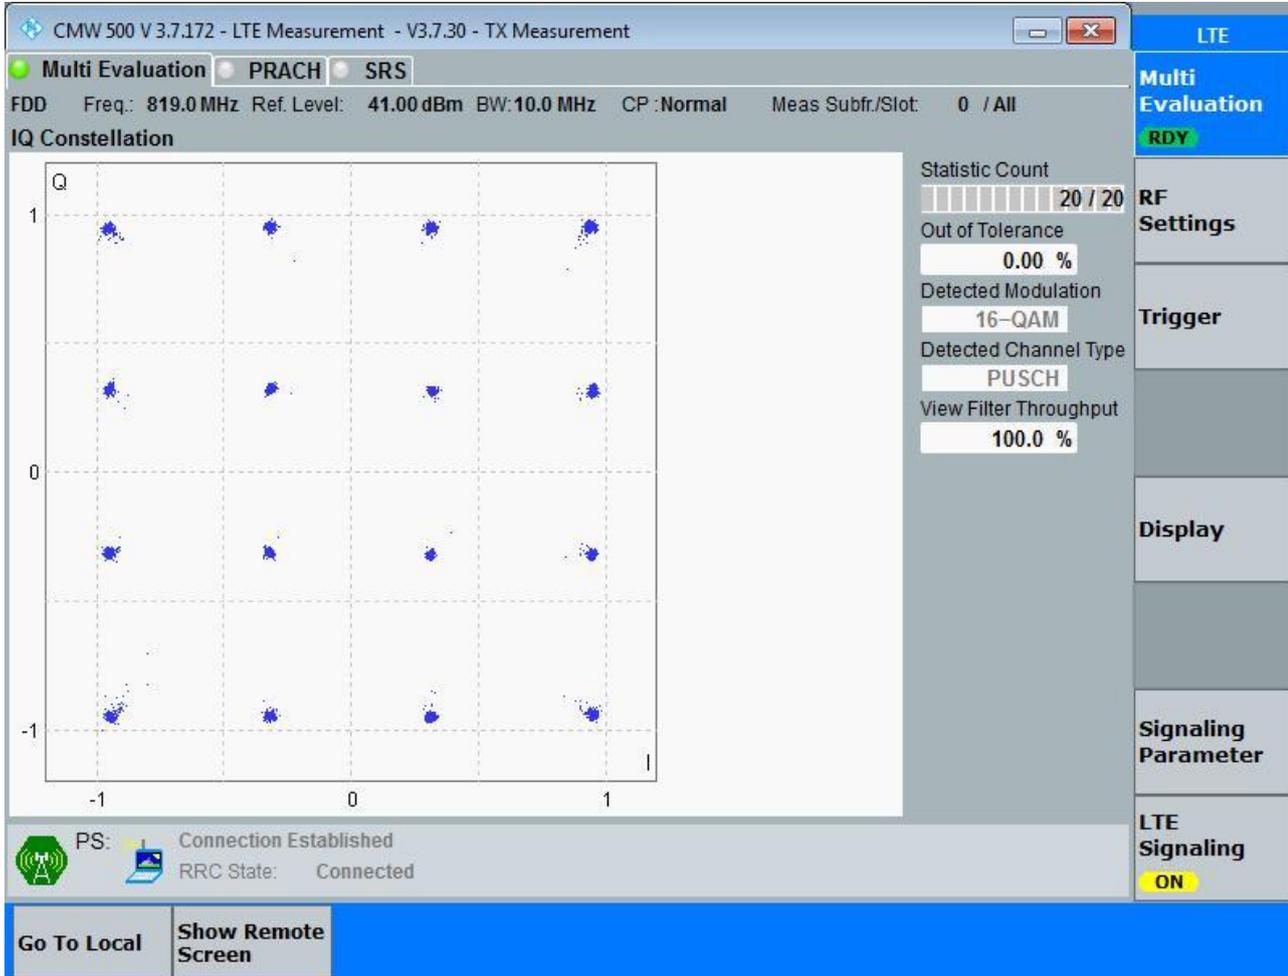 CMW 500 V 3.7.172 - LTE Measurement - V3.7.30 - TX Measurement
LTE
Multi Evaluation PRACH SRS
FDD Freq.: 819.0 MHz Ref. Level: 41.00 dBm BW: 10.0 MHz CP : Normal Meas Subfr./Slot: 0 / All
IQ Constellation
Q
1
0
-1
-1 0 1
I
Statistic Count
20 / 20
Out of Tolerance
0.00 %
Detected Modulation
16-QAM
Detected Channel Type
PUSCH
View Filter Throughput
100.0 %
Multi
Evaluation
RDY
RF
Settings
Trigger
Display
Signaling
Parameter
LTE
Signaling
ON
PS: Connection Established
RRC State: Connected
Go To Local
Show Remote
Screen